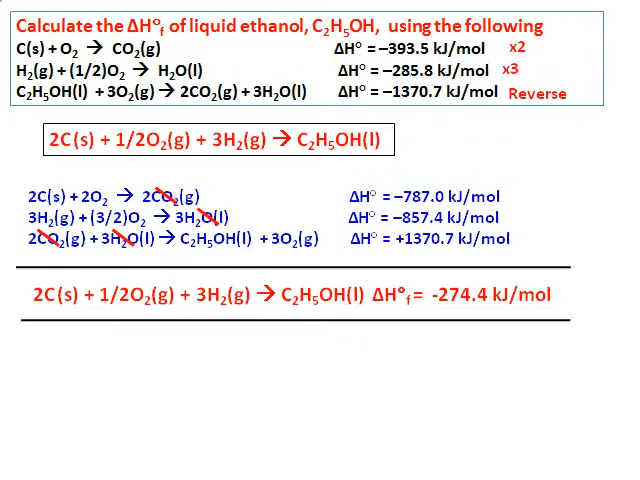 Calculate the ΔH°f of liquid ethanol, C₂H₅OH, using the following
C(s) + O₂ → CO₂(g) ΔH° = –393.5 kJ/mol x2
H₂(g) + (1/2)O₂ → H₂O(l) ΔH° = –285.8 kJ/mol x3
C₂H₅OH(l) + 3O₂(g) → 2CO₂(g) + 3H₂O(l) ΔH° = –1370.7 kJ/mol Reverse
2C(s) + 1/2O₂(g) + 3H₂(g) → C₂H₅OH(l)
2C(s) + 2O₂ → 2CO₂(g) ΔH° = –787.0 kJ/mol
3H₂(g) + (3/2)O₂ → 3H₂O(l) ΔH° = –857.4 kJ/mol
2CO₂(g) + 3H₂O(l) → C₂H₅OH(l) + 3O₂(g) ΔH° = +1370.7 kJ/mol
2C(s) + 1/2O₂(g) + 3H₂(g) → C₂H₅OH(l) ΔH°f = -274.4 kJ/mol